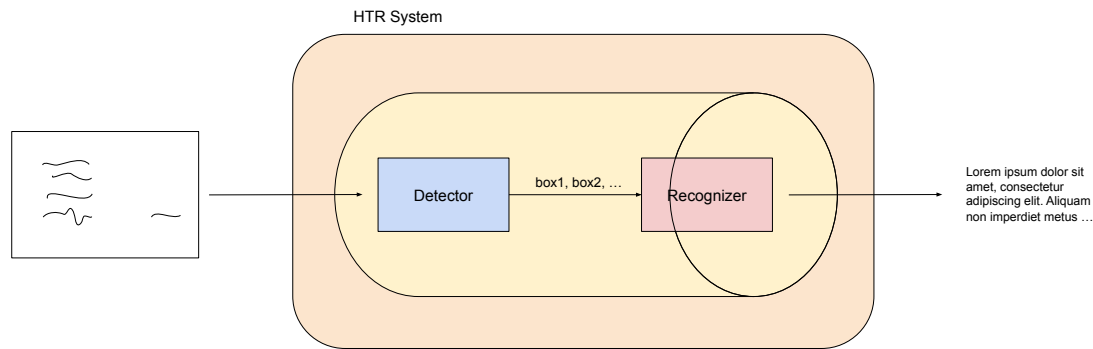 HTR System
Detector
box1, box2, …
Recognizer
Lorem ipsum dolor sit
amet, consectetur
adipiscing elit. Aliquam
non imperdiet metus …